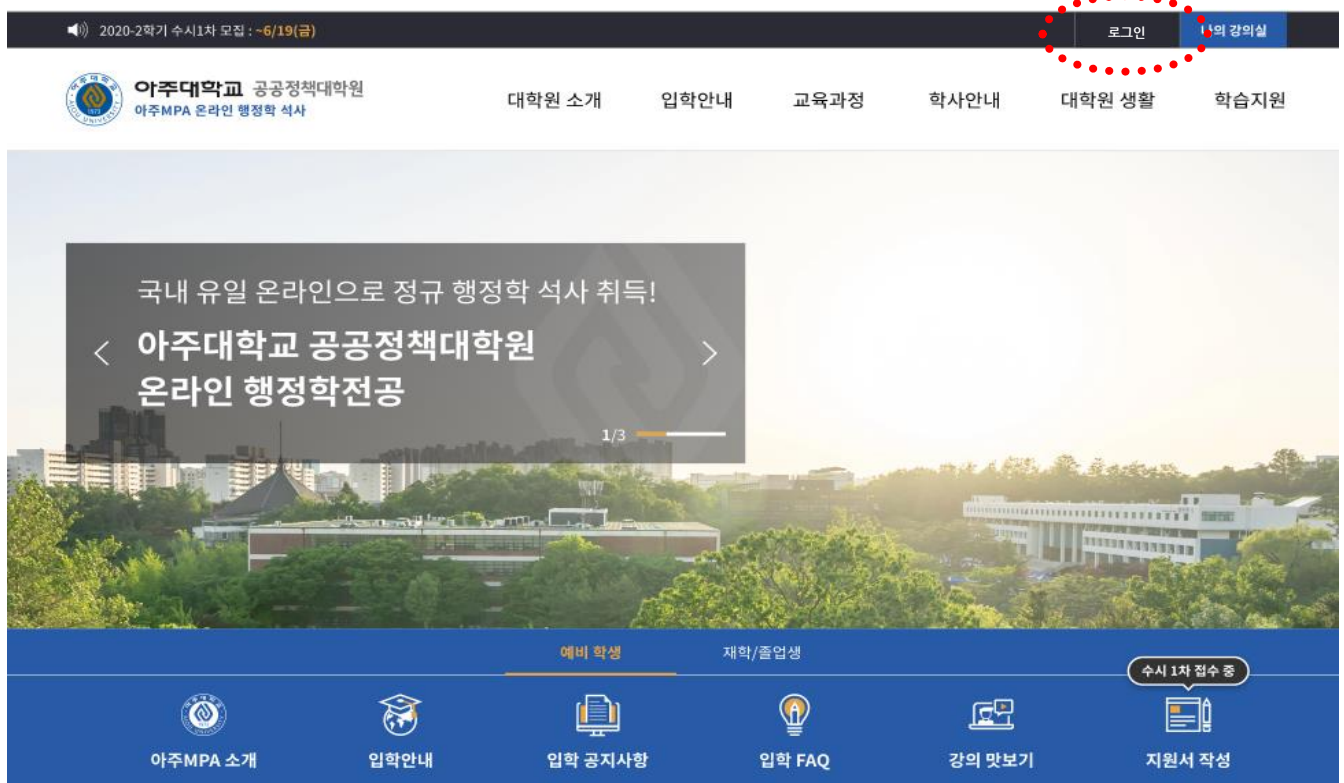 2020-2학기 수시1차 모집 : ~6/19(금)
로그인
나의 강의실
아주대학교 공공정책대학원
아주MPA 온라인 행정학 석사
대학원 소개
입학안내
교육과정
학사안내
대학원 생활
학습지원
국내 유일 온라인으로 정규 행정학 석사 취득!
아주대학교 공공정책대학원
온라인 행정학전공
1/3
예비 학생
재학/졸업생
수시 1차 접수 중
아주MPA 소개
입학안내
입학 공지사항
입학 FAQ
강의 맛보기
지원서 작성